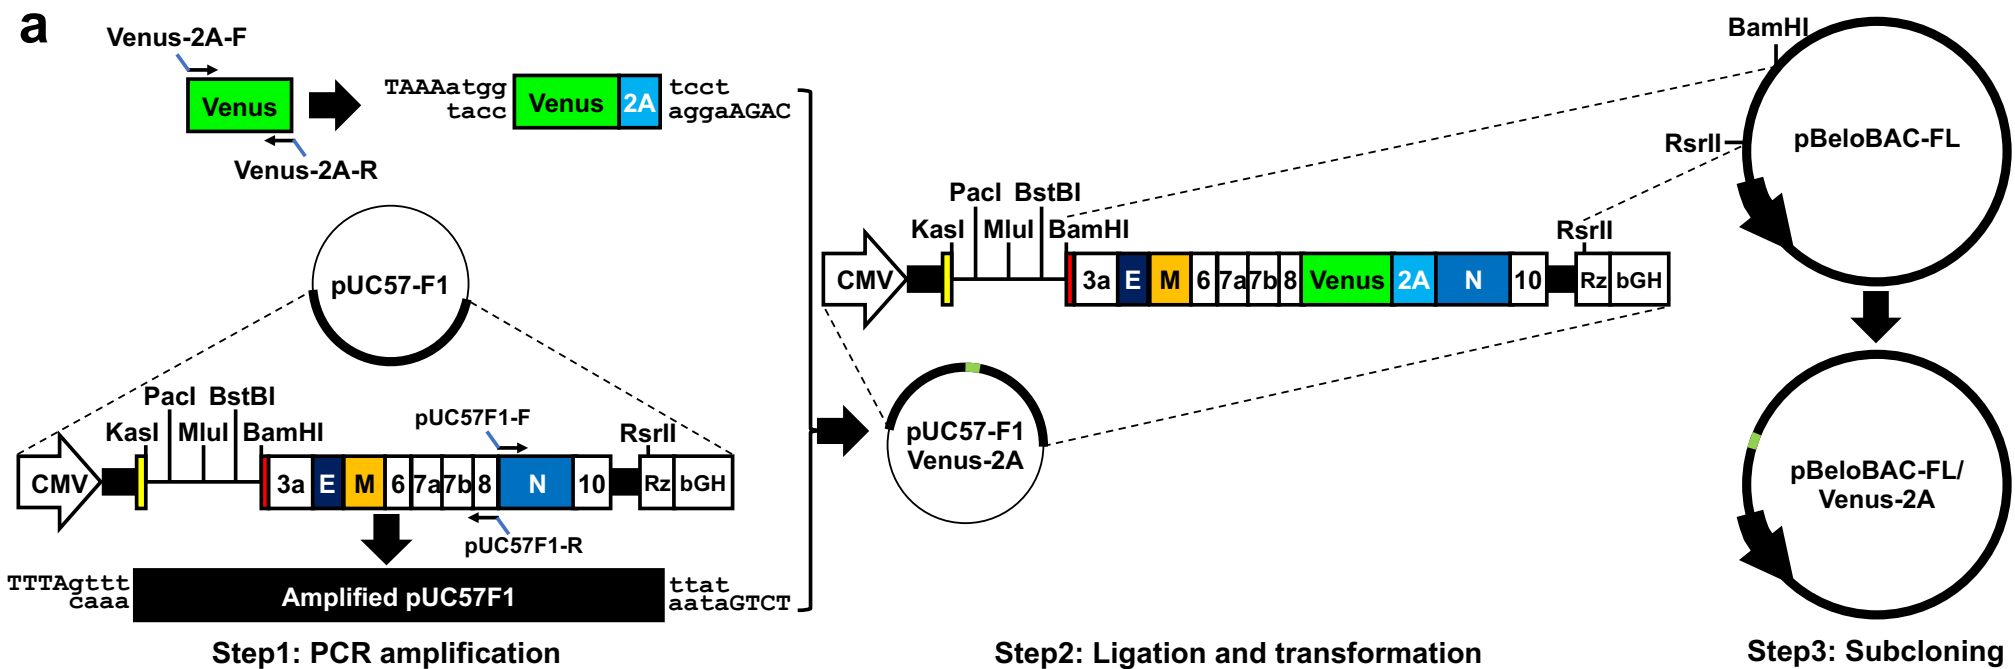 a
Venus-2A-F
Venus
Venus-2A-R
TAAAatgg
tacc
Venus
2A
tcct
aggaAGAC
pUC57-F1
PacI
BstBI
KasI
MluI
BamHI
pUC57F1-F
RsrII
CMV
3a
E
M
6
7a
7b
8
N
10
Rz
bGH
pUC57F1-R
TTTAgttt
caaa
Amplified pUC57F1
ttat
aataGTCT
Step1: PCR amplification
PacI
BstBI
KasI
MluI
BamHI
RsrII
CMV
3a
E
M
6
7a
7b
8
Venus
2A
N
10
Rz
bGH
pUC57-F1
Venus-2A
Step2: Ligation and transformation
BamHI
RsrII
pBeloBAC-FL
pBeloBAC-FL/
Venus-2A
Step3: Subcloning